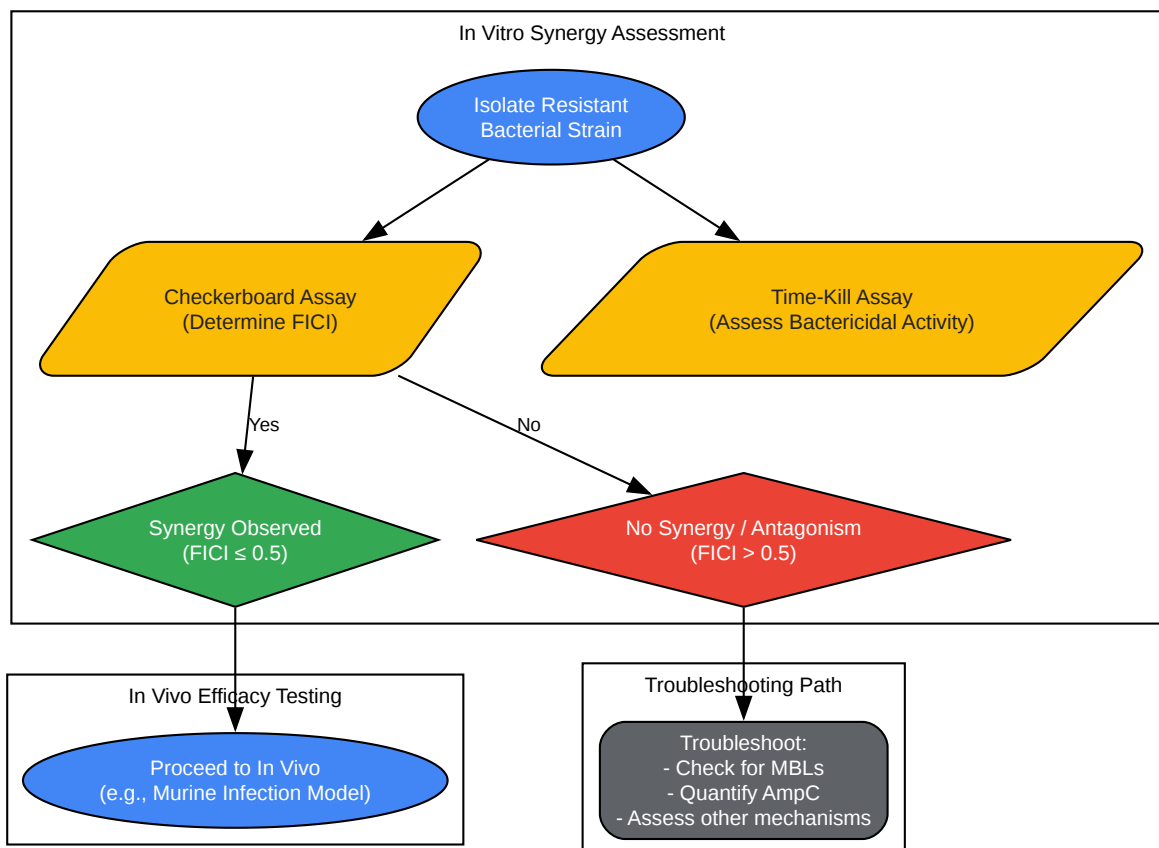 In Vitro Synergy Assessment
Isolate Resistant
Bacterial Strain
Checkerboard Assay
(Determine FICI)
Time-Kill Assay
(Assess Bactericidal Activity)
Yes
No
Synergy Observed
(FICI ≤ 0.5)
No Synergy / Antagonism
(FICI > 0.5)
In Vivo Efficacy Testing
Proceed to In Vivo
(e.g., Murine Infection Model)
Troubleshooting Path
Troubleshoot:
- Check for MBLs
- Quantify AmpC
- Assess other mechanisms